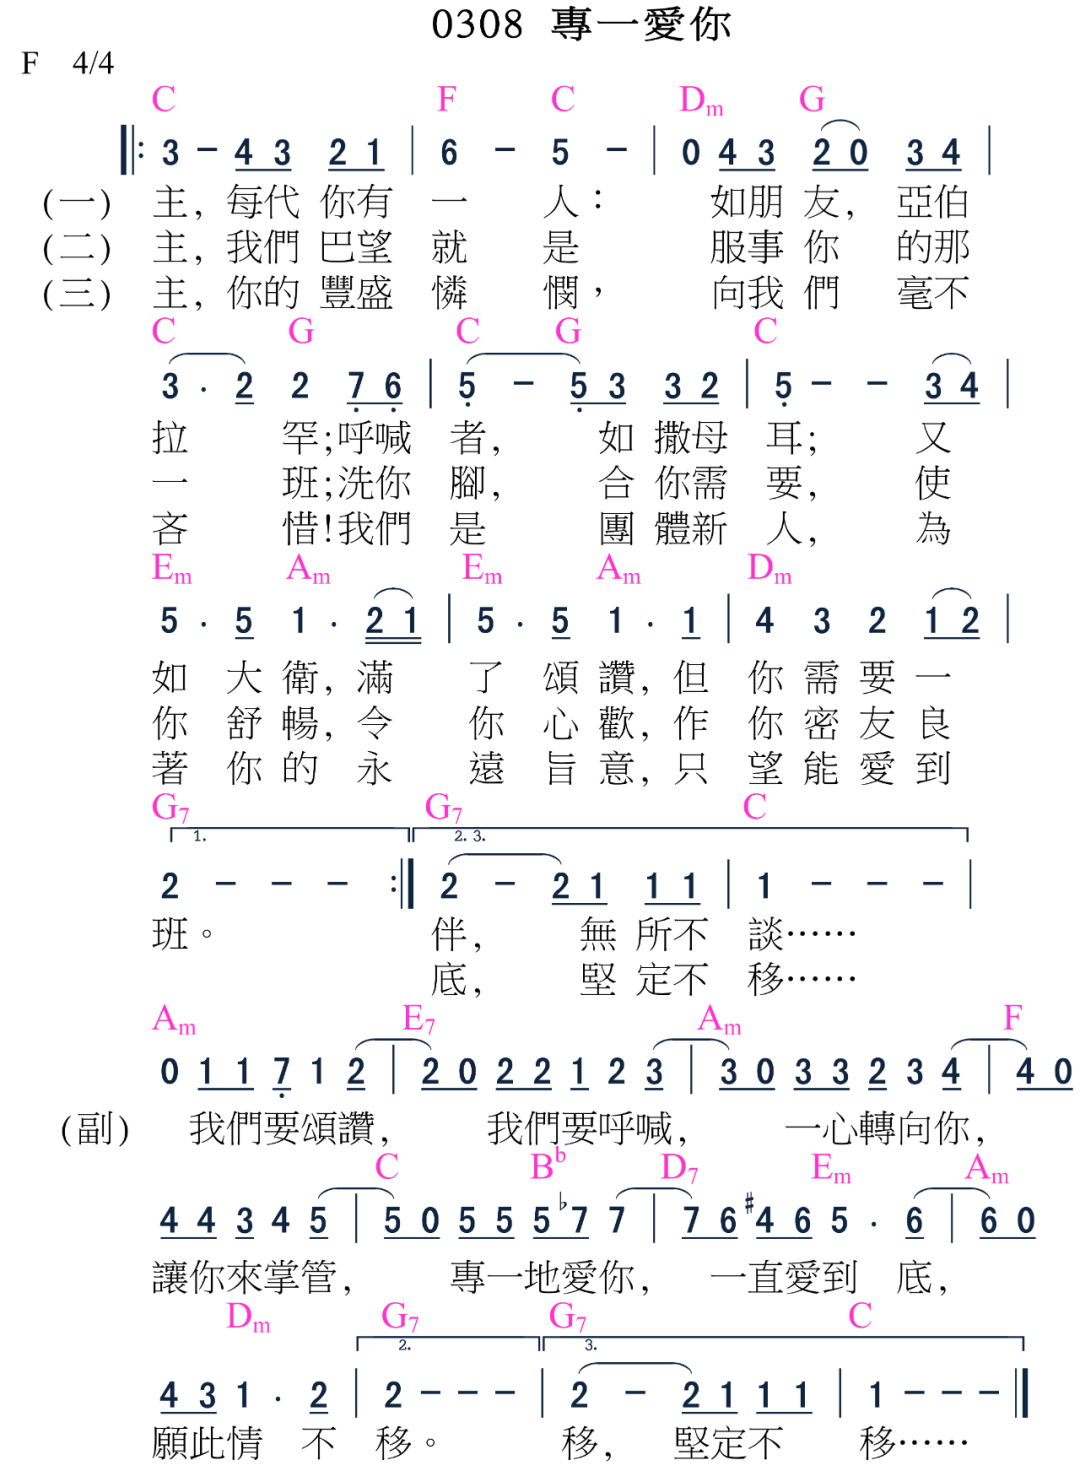 0308 專一愛你
F 4/4
C F C Dm G
3 - 4 3 2 1 | 6 - 5 - | 0 4 3 2 0 3 4 |
(一) 主, 每代 你有 一 人: 如朋 友, 亞伯
(二) 主, 我們 巴望 就 是 服事 你 的那
(三) 主, 你的 豐盛 憐 憫, 向我 們 毫不
C G C G C
3 . 2 2 7 6 | 5 - 5 3 3 2 | 5 - - 3 4 |
拉 罕;呼喊 者, 如 撒母 耳; 又
一 班;洗你 腳, 合 你需 要, 使
吝 惜!我們 是 團 體新 人, 為
Em Am Em Am Dm
5 . 5 1 . 2 1 | 5 . 5 1 . 1 | 4 3 2 1 2 |
如 大 衛, 滿 了 頌 讚, 但 你 需 要 一
你 舒 暢, 令 你 心 歡, 作 你 密 友 良
著 你 的 永 遠 旨 意, 只 望 能 愛 到
G7 G7 C
1. 2. 3.
2 - - - :| 2 - 2 1 1 1 | 1 - - - |
班。 伴, 無 所不 談……
底, 堅 定不 移……
Am E7 Am F
0 1 1 7 1 2 | 2 0 2 2 1 2 3 | 3 0 3 3 2 3 4 | 4 0
(副) 我們要頌讚, 我們要呼喊, 一心轉向你,
C Bb D7 Em Am
4 4 3 4 5 | 5 0 5 5 5 ♭7 7 | 7 6 #4 6 5 . 6 | 6 0
讓你來掌管, 專一地愛你, 一直愛到 底,
Dm G7 G7 C
2. 3.
4 3 1 . 2 | 2 - - - | 2 - 2 1 1 1 | 1 - - - ‖
願此情 不 移。 移, 堅定不 移……